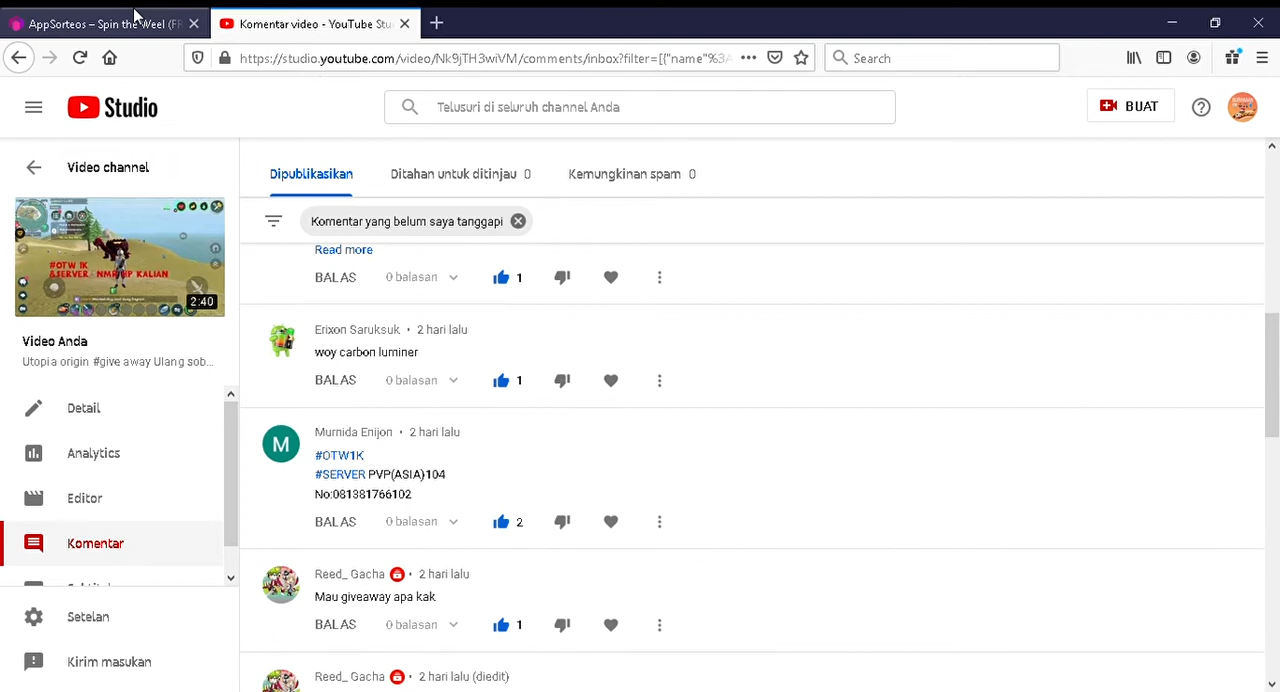 AppSorteos – Spin the Weel (FR
Komentar video - YouTube Stu
https://studio.youtube.com/video/Nk9jTH3wiVM/comments/inbox?filter=[{"name"%3A
Search
Studio
Telusuri di seluruh channel Anda
BUAT
Video channel
Dipublikasikan
Ditahan untuk ditinjau 0
Kemungkinan spam 0
Komentar yang belum saya tanggapi
#OTW 1K
&SERVER - NMR HP KALIAN
2:40
Video Anda
Utopia origin #give away Ulang sob...
Detail
Analytics
Editor
Komentar
Setelan
Kirim masukan
Read more
BALAS 0 balasan 1
Erixon Saruksuk • 2 hari lalu
woy carbon luminer
BALAS 0 balasan 1
M
Murnida Enijon • 2 hari lalu
#OTW1K
#SERVER PVP(ASIA)104
No:081381766102
BALAS 0 balasan 2
Reed_ Gacha • 2 hari lalu
Mau giveaway apa kak
BALAS 0 balasan 1
Reed_ Gacha • 2 hari lalu (diedit)